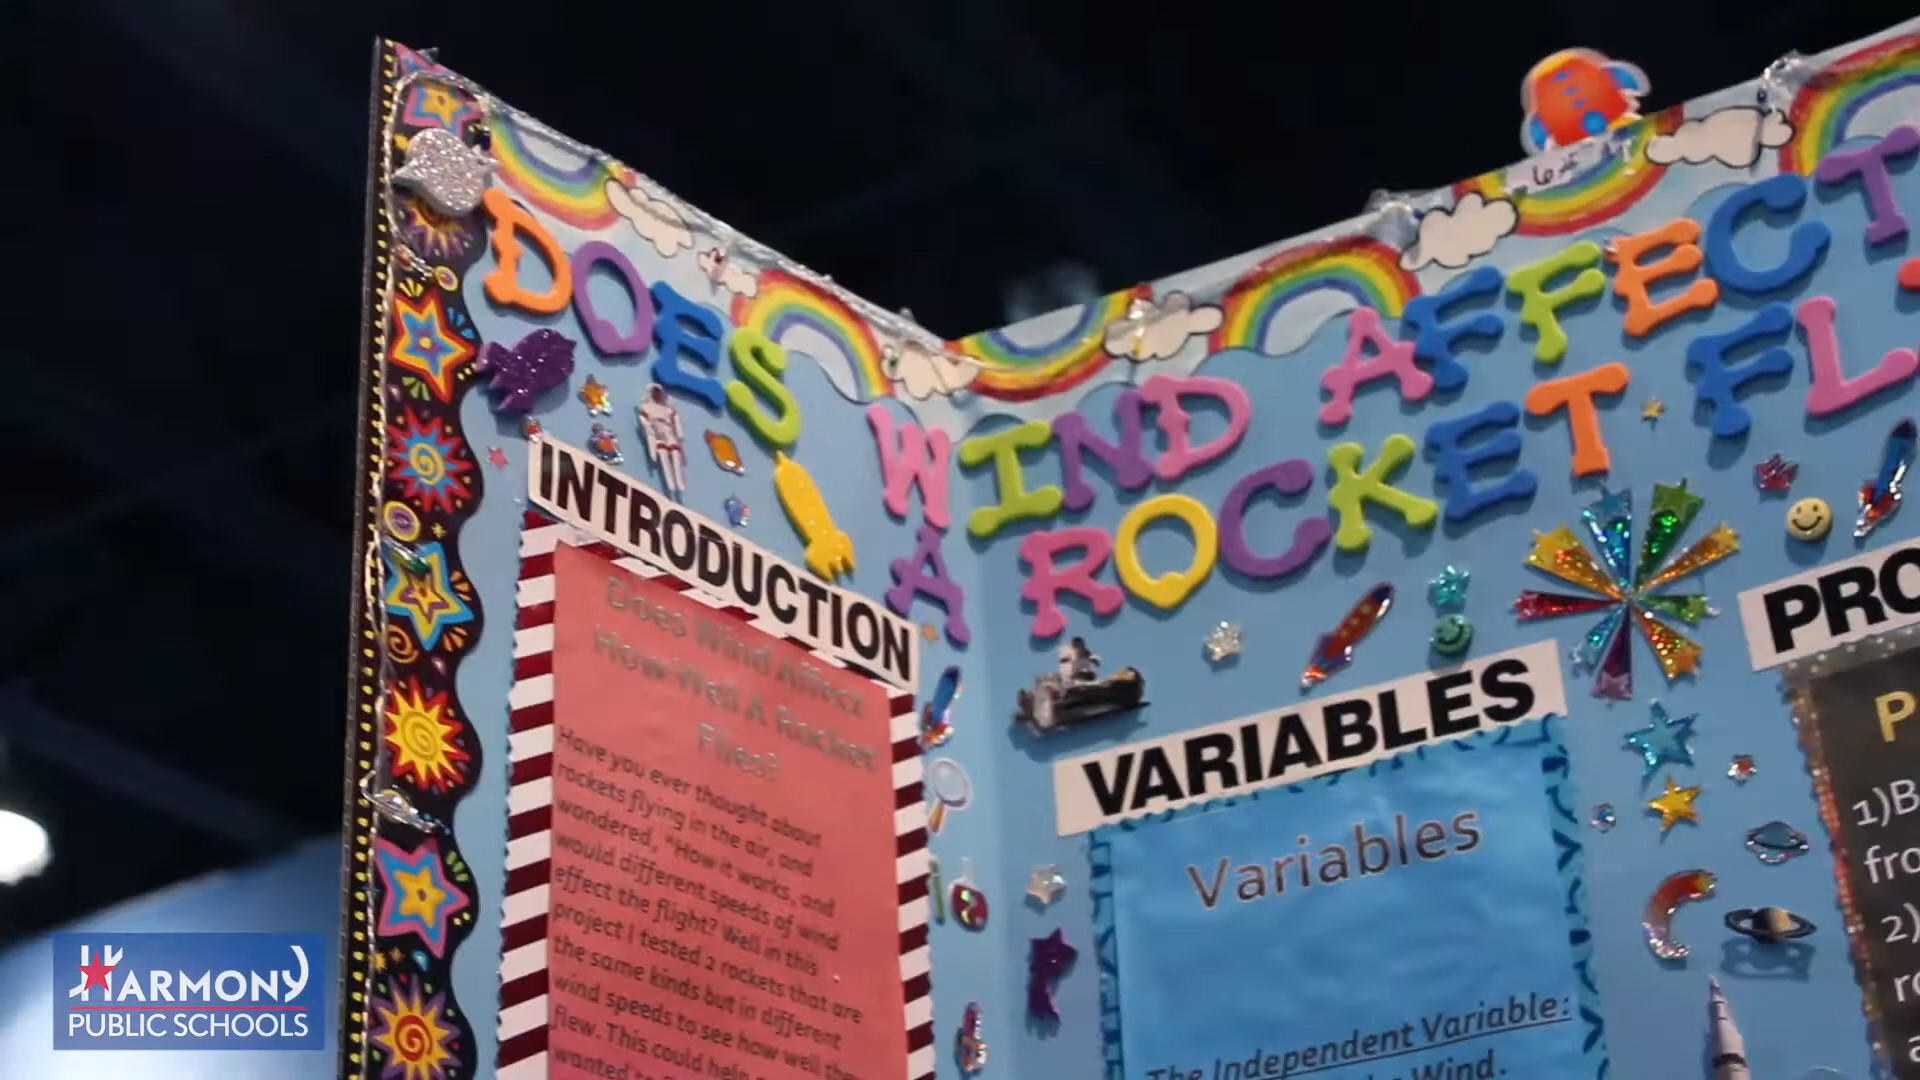 DOES WIND AFFECT
A ROCKET FL
INTRODUCTION
Does Wind Affect
How Well A Rocket
Flies?
Have you ever thought about
rockets flying in the air, and
wondered, "How it works, and
would different speeds of wind
effect the flight? Well in this
project I tested 2 rockets that are
the same kinds but in different
wind speeds to see how well they
flew. This could help
wanted to
VARIABLES
Variables
The Independent Variable:
Wind.
PRO
P
1)B
fro
2)
ro
a
HARMONY
PUBLIC SCHOOLS